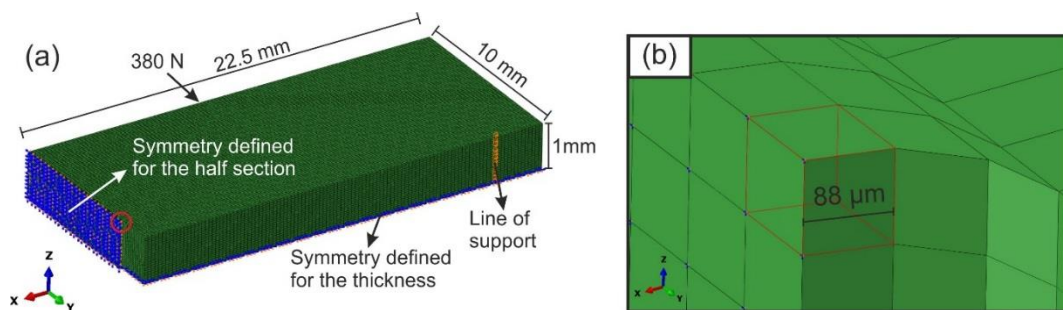 (a)
380 N
22.5 mm
10 mm
1mm
Symmetry defined
for the half section
Line of
support
Symmetry defined
for the thickness
z
x
Y
(b)
88 µm
z
x
Y